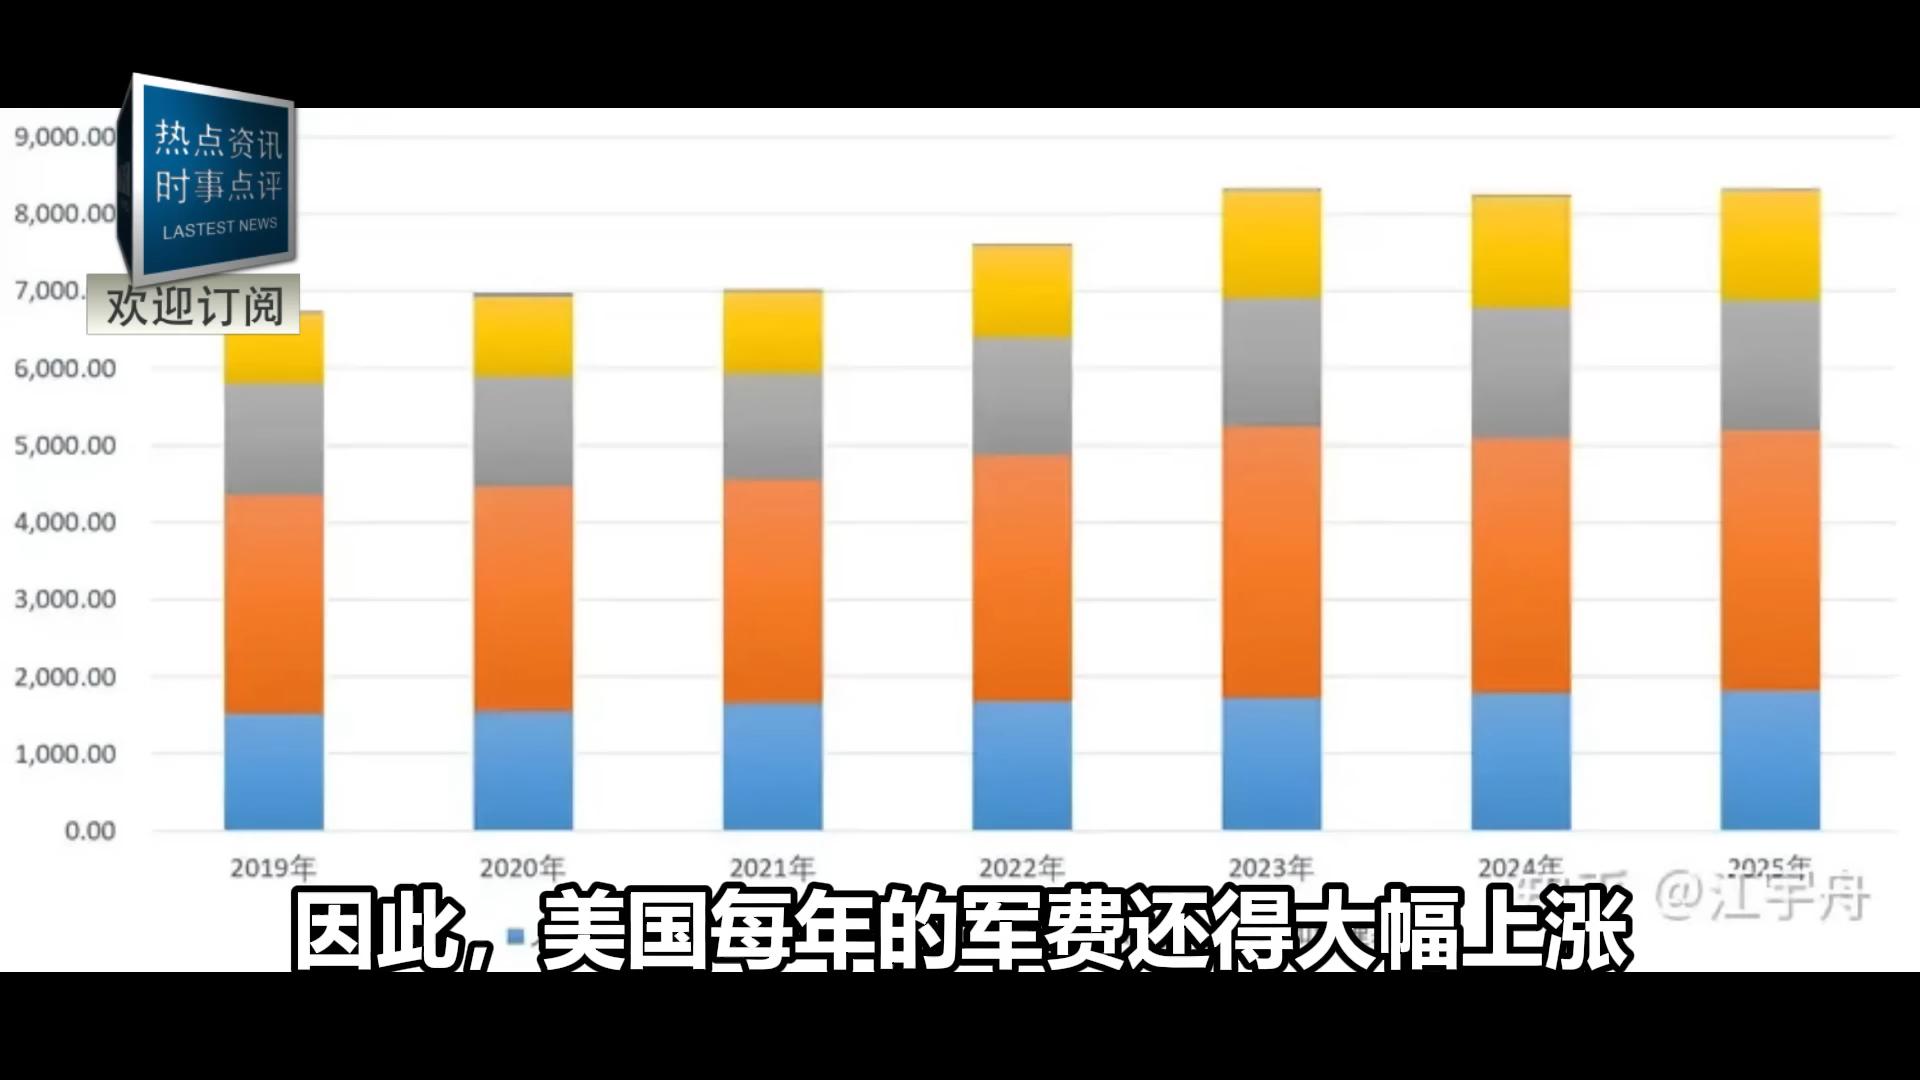 9,000.00
热点资讯
时事点评
LASTEST NEWS
8,000.00
欢迎订阅
7,000.
6,000.00
5,000.00
4,000.00
3,000.00
2,000.00
1,000.00
0.00
2019年 2020年 2021年 2022年 2023年 2024年 2025年
@江宇舟
因此，美国每年的军费还得大幅上涨